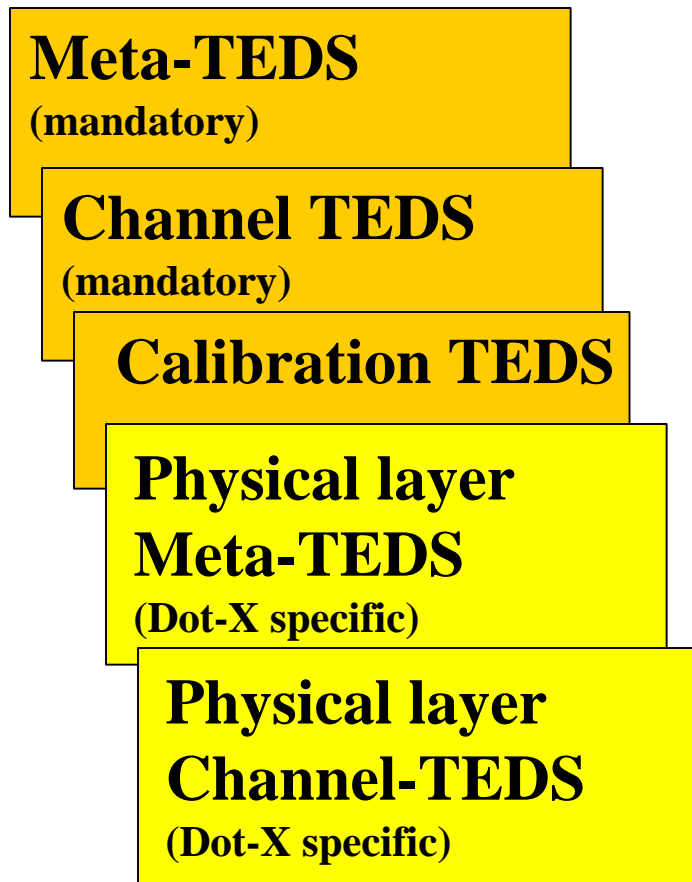 Meta-TEDS
(mandatory)
Channel TEDS
(mandatory)
Calibration TEDS
Physical layer
Meta-TEDS
(Dot-X specific)
Physical layer
Channel-TEDS
(Dot-X specific)